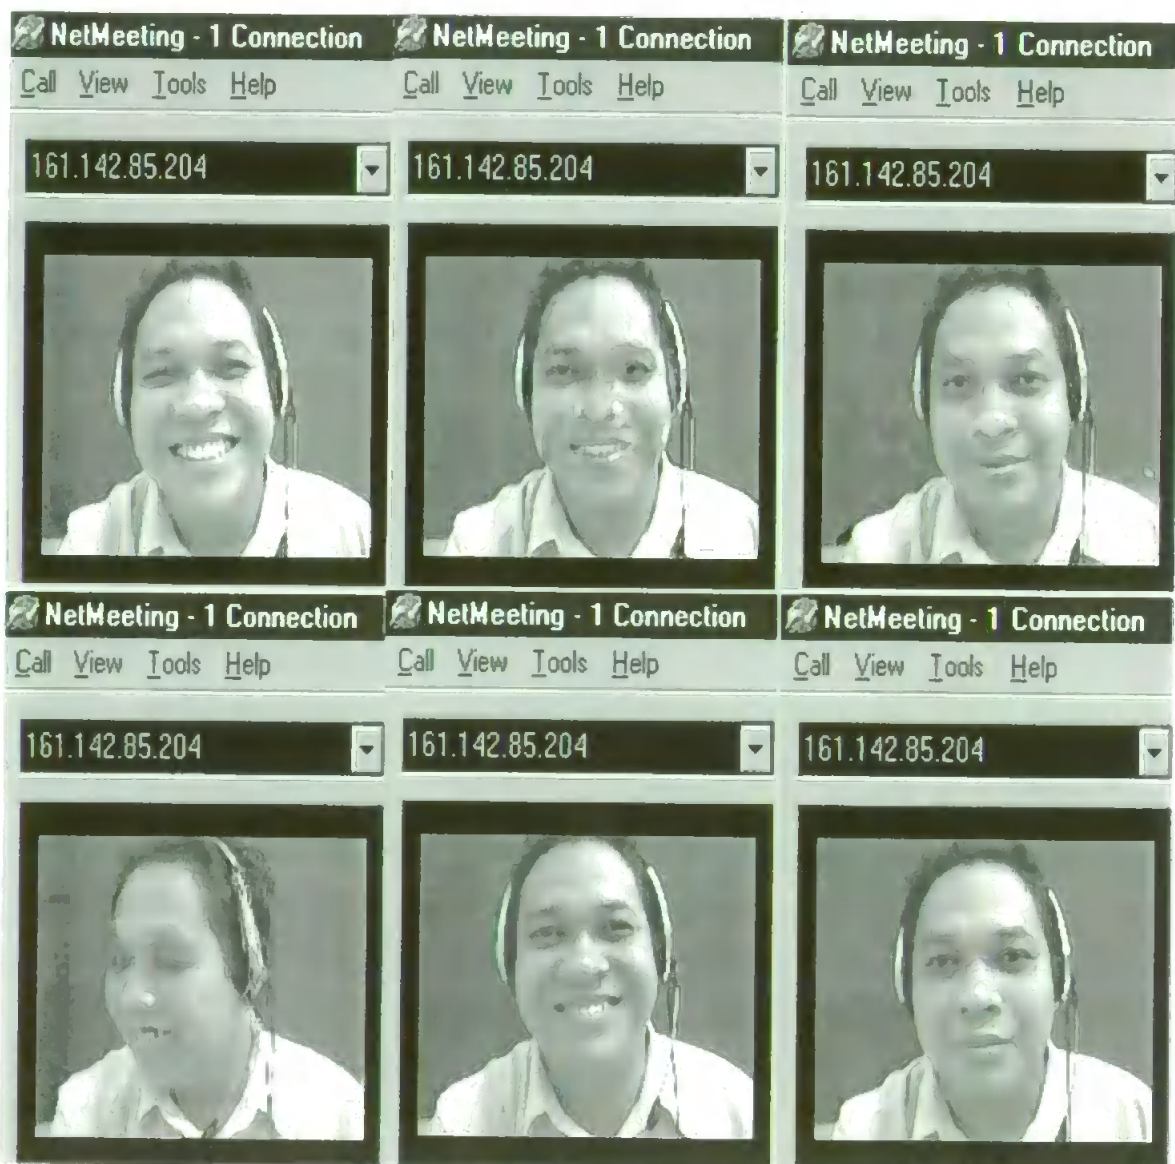 NetMeeting - 1 Connection
Call View Tools Help
161.142.85.204
NetMeeting - 1 Connection
Call View Tools Help
161.142.85.204
NetMeeting - 1 Connection
Call View Tools Help
161.142.85.204
NetMeeting - 1 Connection
Call View Tools Help
161.142.85.204
NetMeeting - 1 Connection
Call View Tools Help
161.142.85.204
NetMeeting - 1 Connection
Call View Tools Help
161.142.85.204